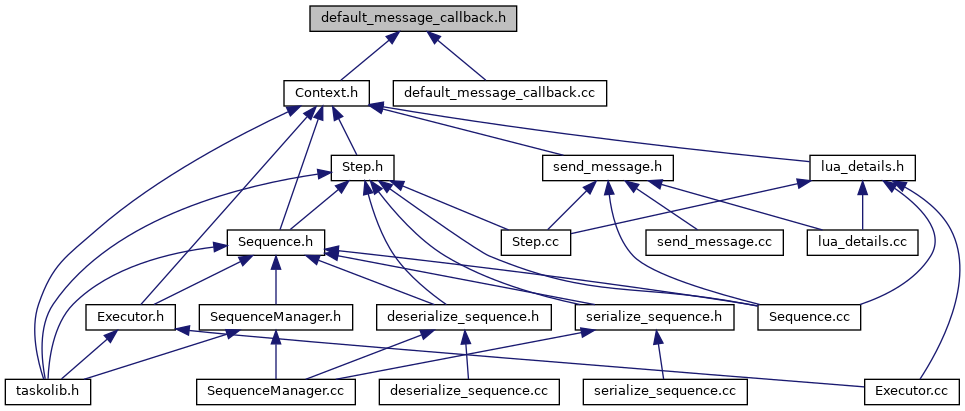 default_message_callback.h
Context.h
default_message_callback.cc
Step.h
send_message.h
lua_details.h
Sequence.h
Step.cc
send_message.cc
lua_details.cc
Executor.h
SequenceManager.h
deserialize_sequence.h
serialize_sequence.h
Sequence.cc
taskolib.h
SequenceManager.cc
deserialize_sequence.cc
serialize_sequence.cc
Executor.cc